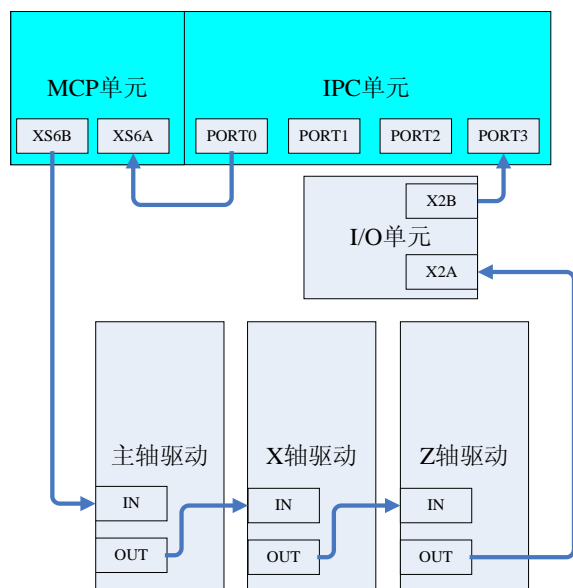 MCP单元
IPC单元
XS6B
XS6A
PORT0
PORT1
PORT2
PORT3
X2B
I/O单元
X2A
主轴驱动
X轴驱动
Z轴驱动
IN
IN
IN
OUT
OUT
OUT